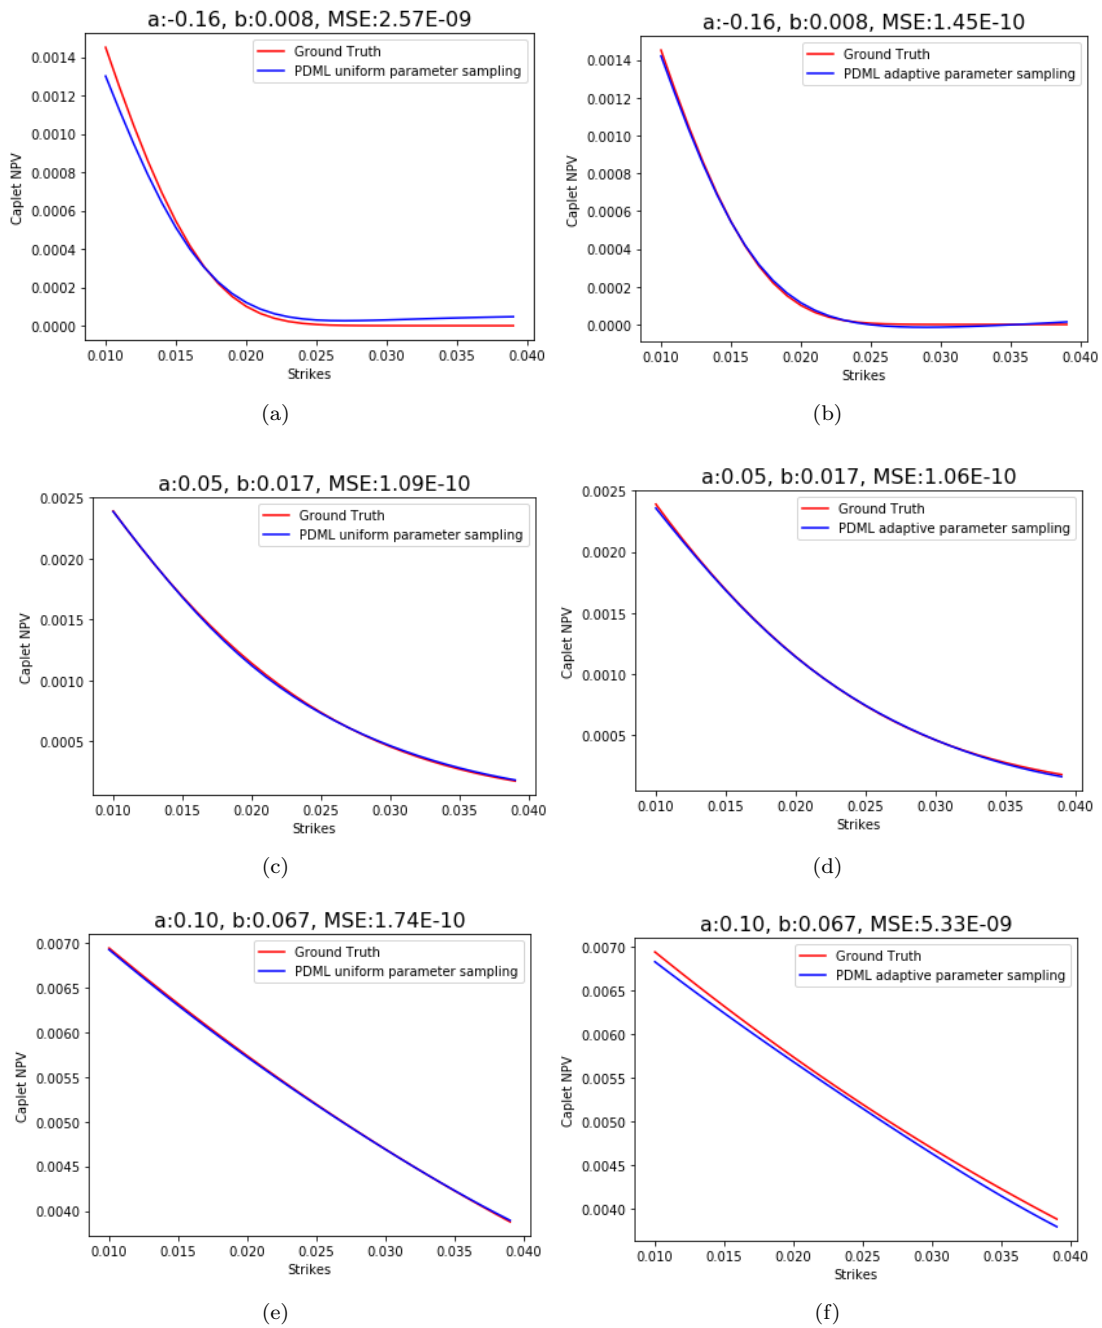 a:-0.16, b:0.008, MSE:2.57E-09
Ground Truth
PDML uniform parameter sampling
0.0014
0.0012
0.0010
0.0008
0.0006
0.0004
0.0002
0.0000
Caplet NPV
0.010 0.015 0.020 0.025 0.030 0.035 0.040
Strikes
(a)
a:-0.16, b:0.008, MSE:1.45E-10
Ground Truth
PDML adaptive parameter sampling
0.0014
0.0012
0.0010
0.0008
0.0006
0.0004
0.0002
0.0000
Caplet NPV
0.010 0.015 0.020 0.025 0.030 0.035 0.040
Strikes
(b)
a:0.05, b:0.017, MSE:1.09E-10
Ground Truth
PDML uniform parameter sampling
0.0025
0.0020
0.0015
0.0010
0.0005
Caplet NPV
0.010 0.015 0.020 0.025 0.030 0.035 0.040
Strikes
(c)
a:0.05, b:0.017, MSE:1.06E-10
Ground Truth
PDML adaptive parameter sampling
0.0025
0.0020
0.0015
0.0010
0.0005
Caplet NPV
0.010 0.015 0.020 0.025 0.030 0.035 0.040
Strikes
(d)
a:0.10, b:0.067, MSE:1.74E-10
Ground Truth
PDML uniform parameter sampling
0.0070
0.0065
0.0060
0.0055
0.0050
0.0045
0.0040
Caplet NPV
0.010 0.015 0.020 0.025 0.030 0.035 0.040
Strikes
(e)
a:0.10, b:0.067, MSE:5.33E-09
Ground Truth
PDML adaptive parameter sampling
0.0070
0.0065
0.0060
0.0055
0.0050
0.0045
0.0040
Caplet NPV
0.010 0.015 0.020 0.025 0.030 0.035 0.040
Strikes
(f)